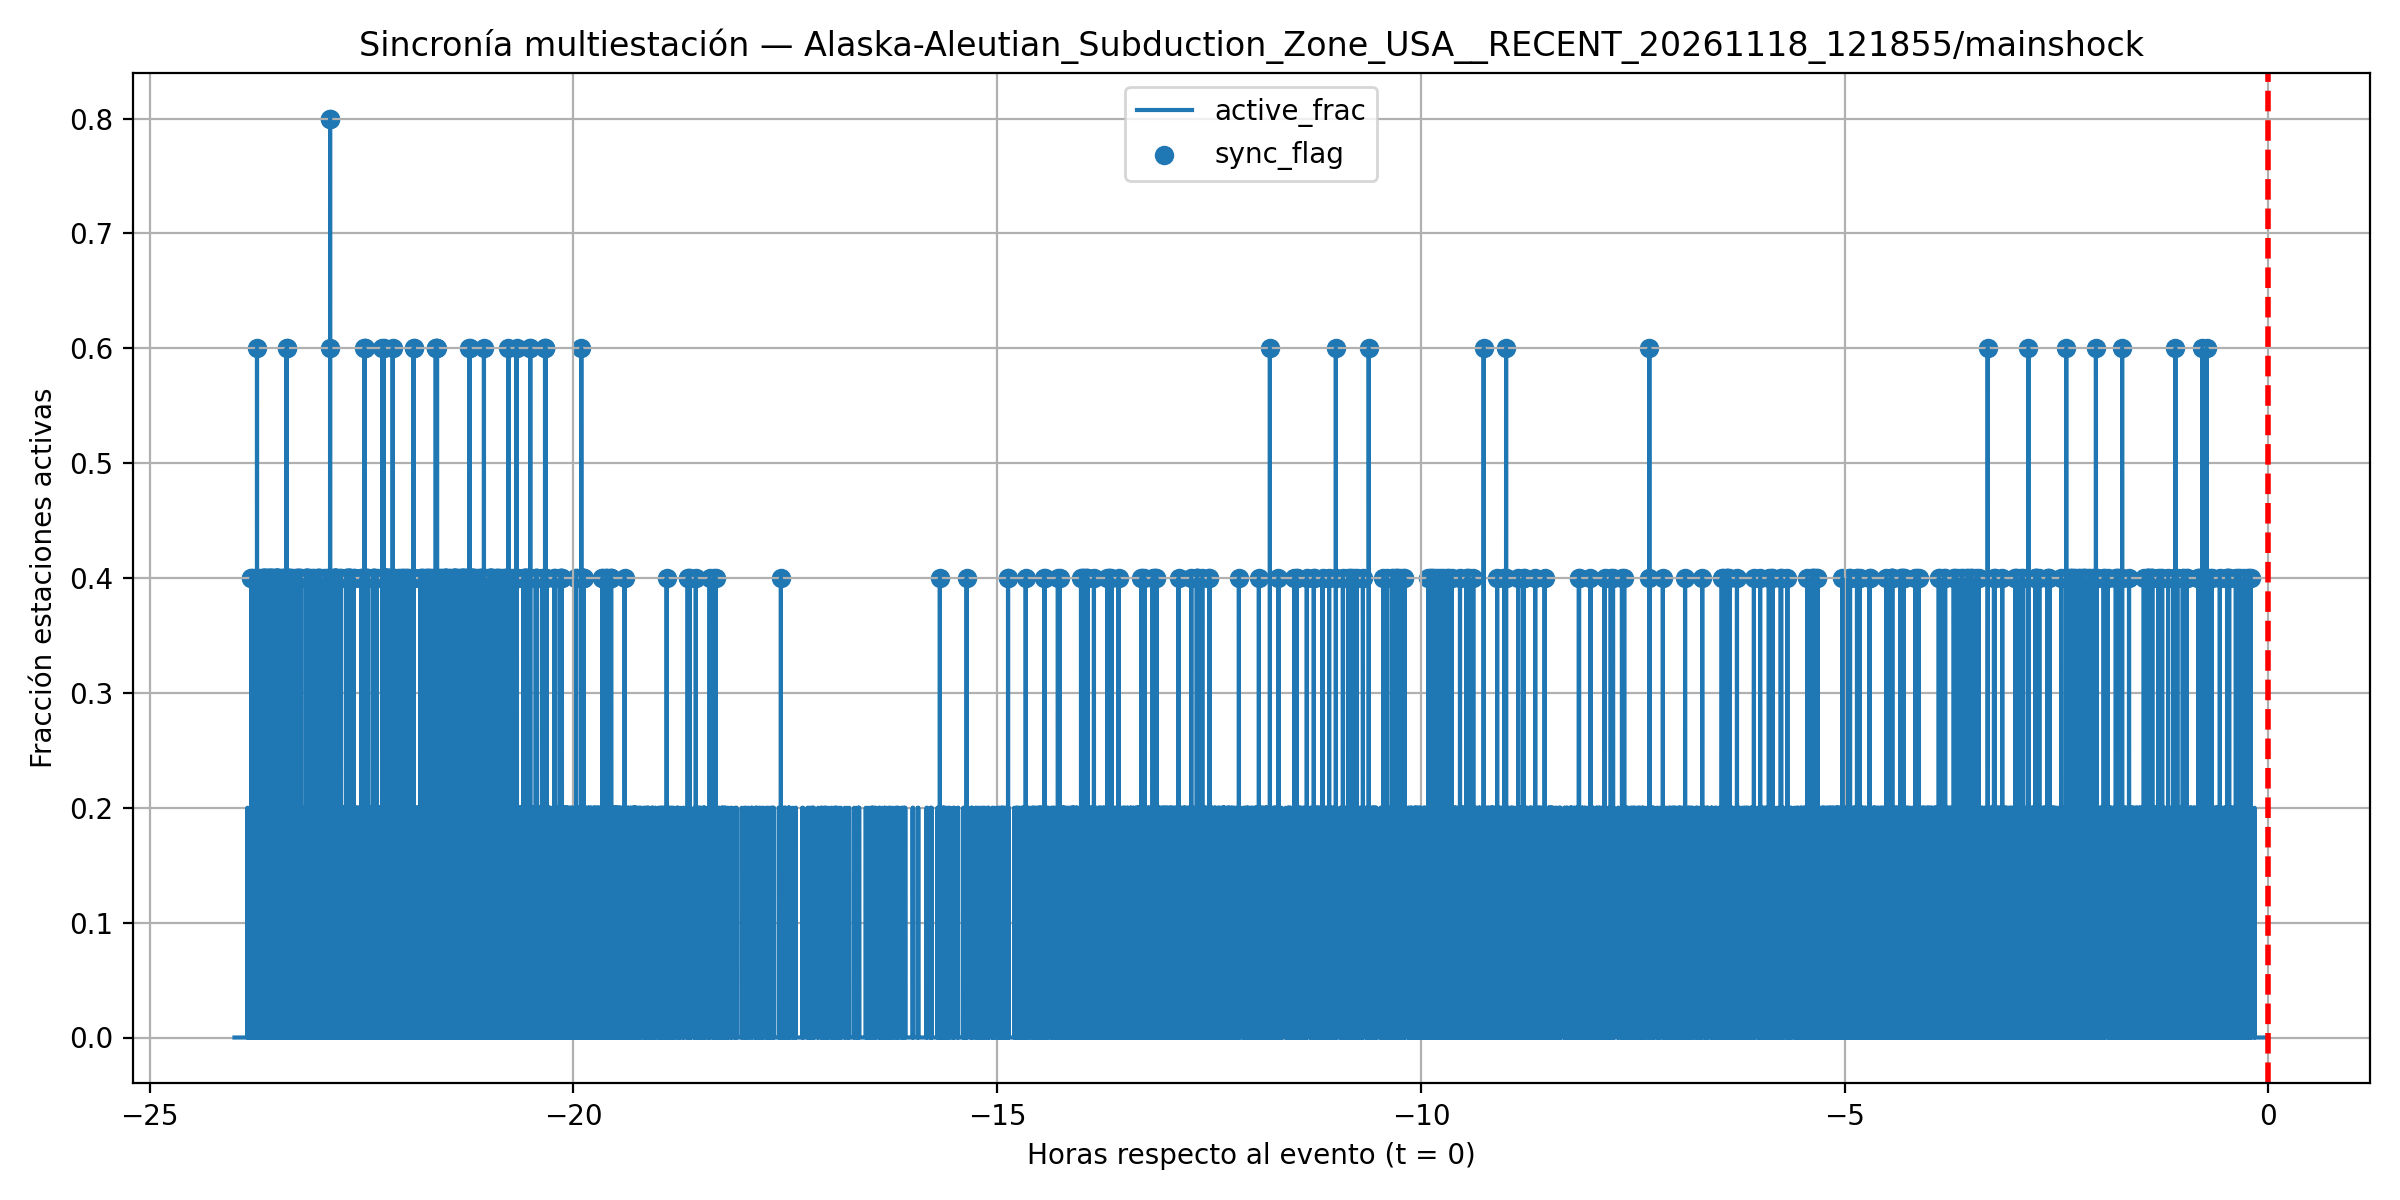 Sincronía multiestación — Alaska-Aleutian_Subduction_Zone_USA__RECENT_20261118_121855/mainshock
active_frac
sync_flag
Fracción estaciones activas
0.8
0.7
0.6
0.5
0.4
0.3
0.2
0.1
0.0
−25 −20 −15 −10 −5 0
Horas respecto al evento (t = 0)